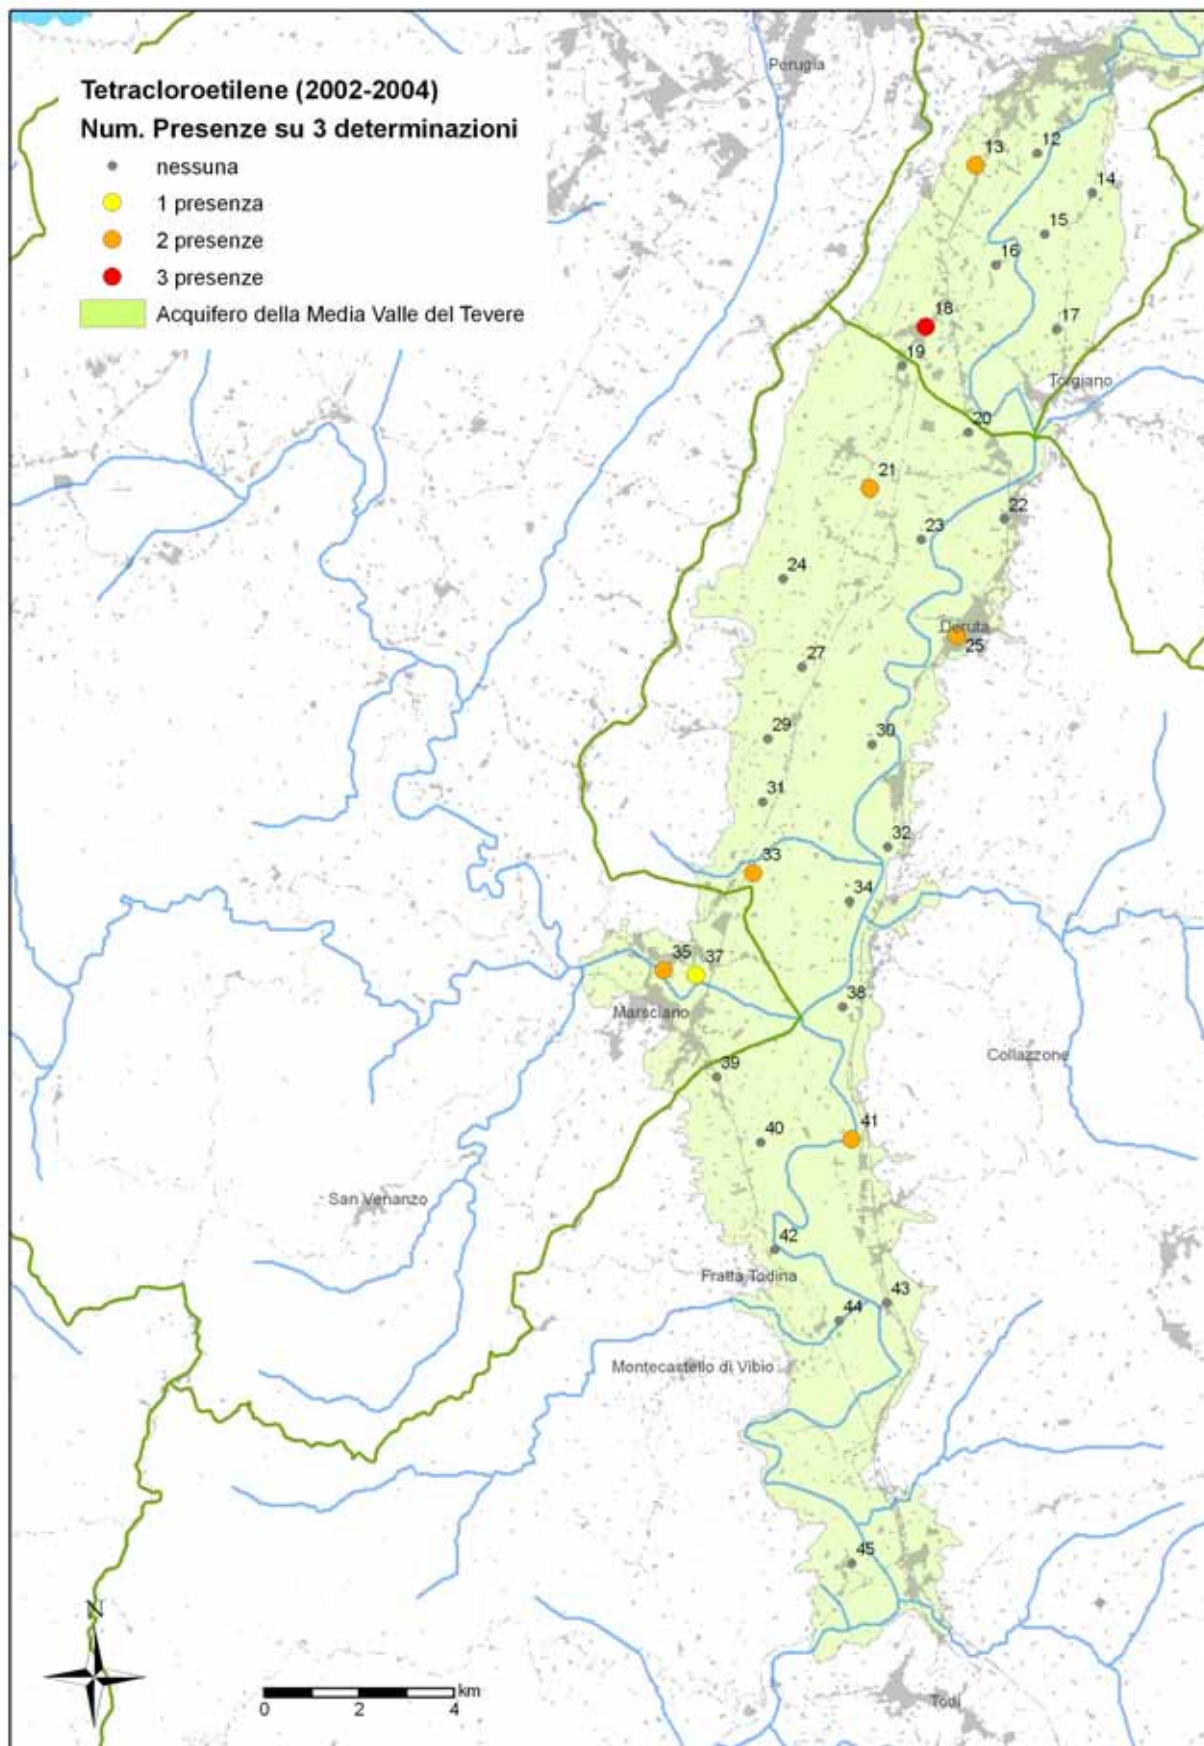 Tetracloroetilene (2002-2004)
Num. Presenze su 3 determinazioni
nessuna
1 presenza
2 presenze
3 presenze
Acquifero della Media Valle del Tevere
Perugia
13
12
14
15
16
18
17
19
Torgiano
20
21
22
23
24
Deruta
25
27
29
30
31
32
33
34
35
37
Marsciano
38
Collazzone
39
41
40
San Venanzo
42
Fratta Todina
43
44
Montecastello di Vibio
45
N
km
0 2 4
Todi